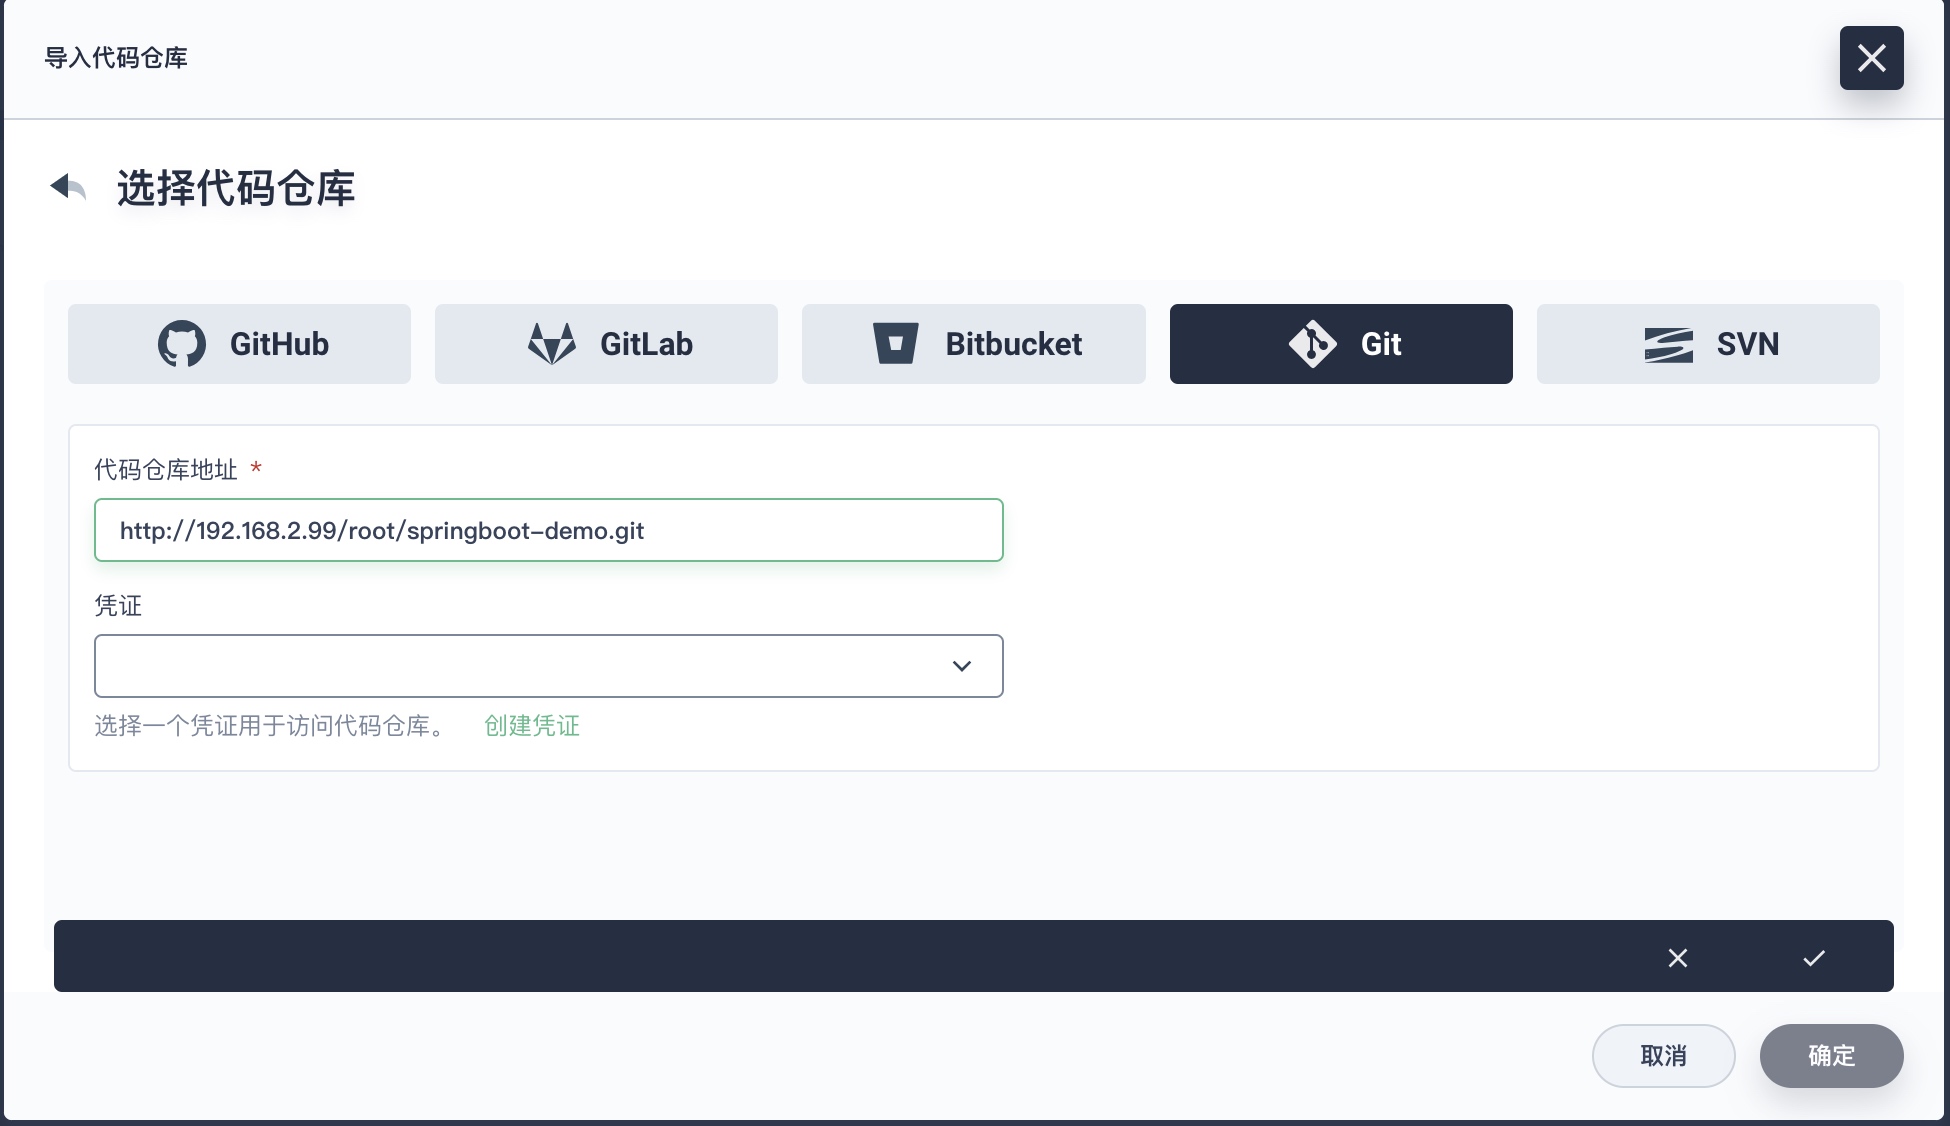 导入代码仓库
选择代码仓库
GitHub
GitLab
Bitbucket
Git
SVN
代码仓库地址 *
http://192.168.2.99/root/springboot-demo.git
凭证
选择一个凭证用于访问代码仓库。 创建凭证
取消
确定